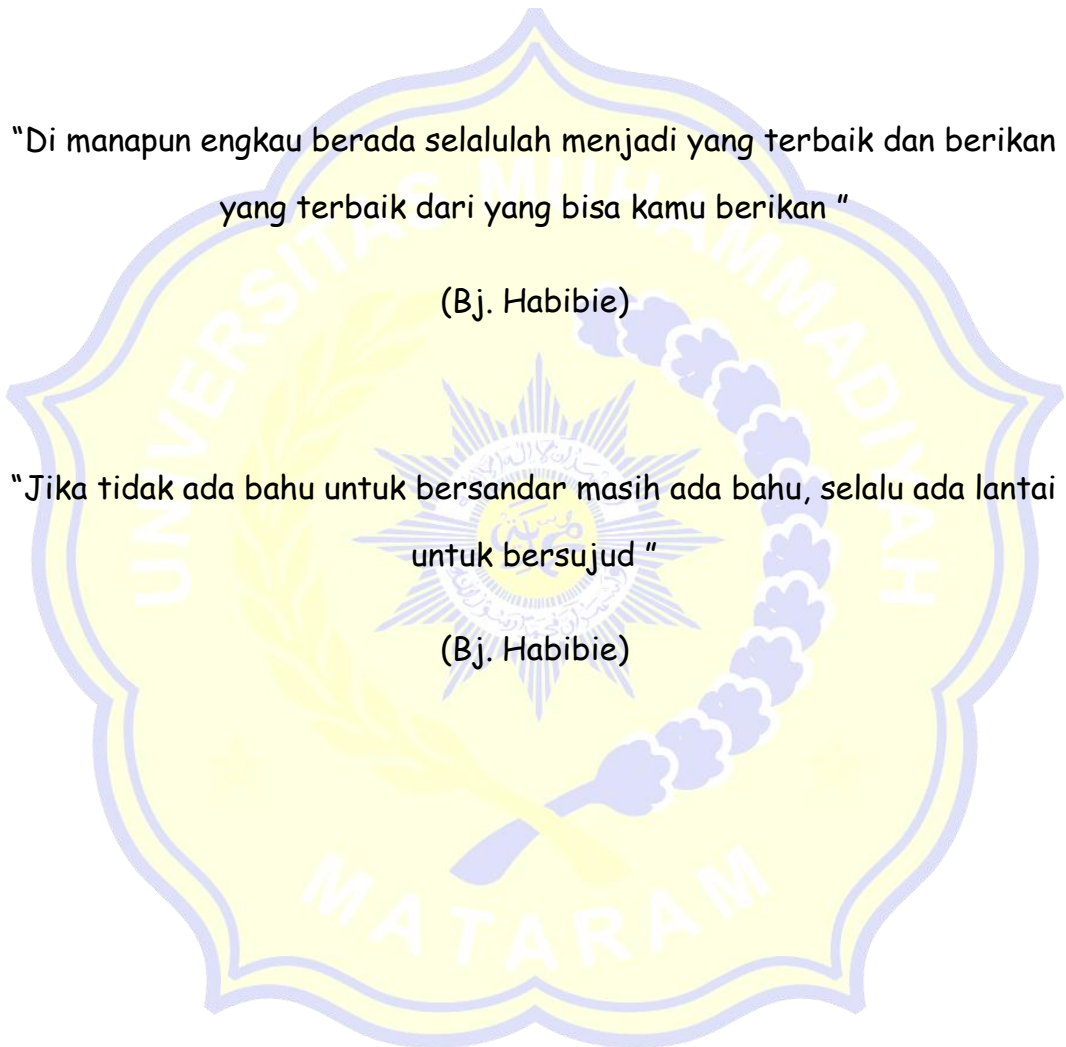 “Di manapun engkau berada selalulah menjadi yang terbaik dan berikan
yang terbaik dari yang bisa kamu berikan ”
(Bj. Habibie)
“Jika tidak ada bahu untuk bersandar masih ada bahu, selalu ada lantai
untuk bersujud ”
(Bj. Habibie)
UNIVERSITAS MUHAMMADIYAH
MATARAM